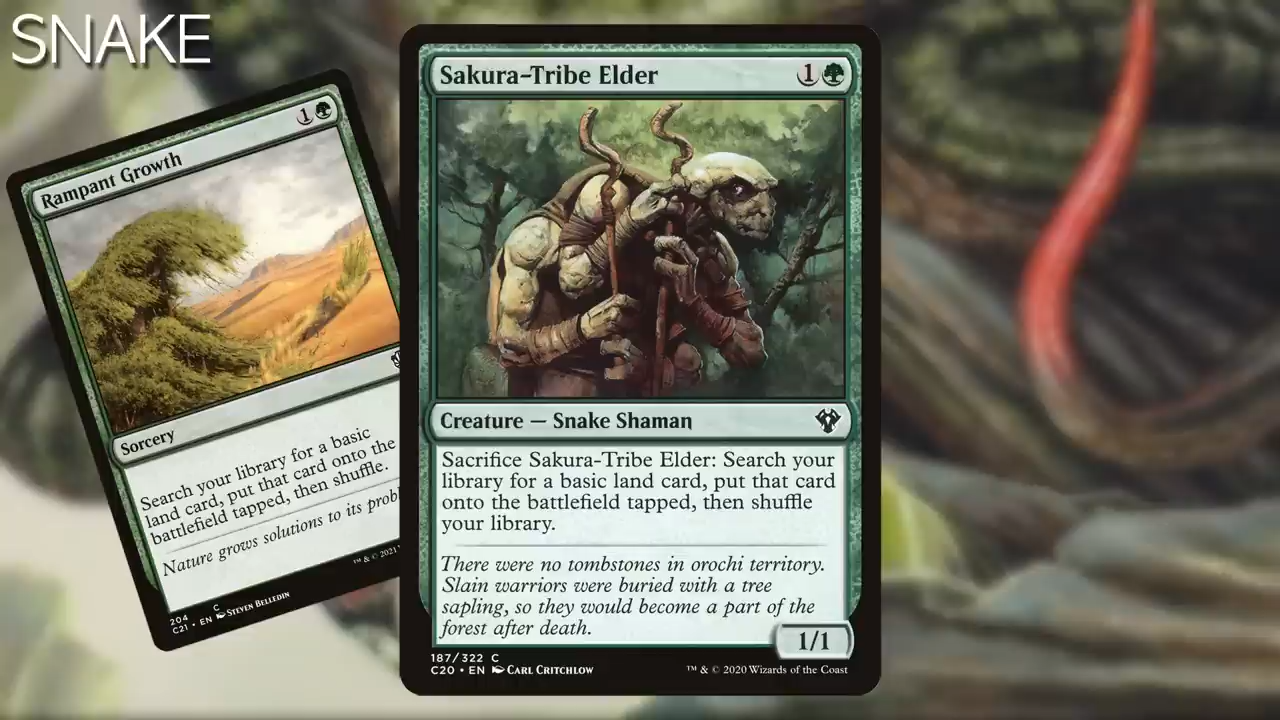 SNAKE
Rampant Growth
1
Sorcery
Search your library for a basic
land card, put that card onto the
battlefield tapped, then shuffle.
Nature grows solutions to its
204 C
C21 • EN STEVEN BELLEDIN
™ & © 2021
Sakura-Tribe Elder
1
Creature — Snake Shaman
Sacrifice Sakura-Tribe Elder: Search your
library for a basic land card, put that card
onto the battlefield tapped, then shuffle
your library.
There were no tombstones in orochi territory.
Slain warriors were buried with a tree
sapling, so they would become a part of the
forest after death.
1/1
187/322 C
C20 • EN CARL CRITCHLOW
™ & © 2020 Wizards of the Coast